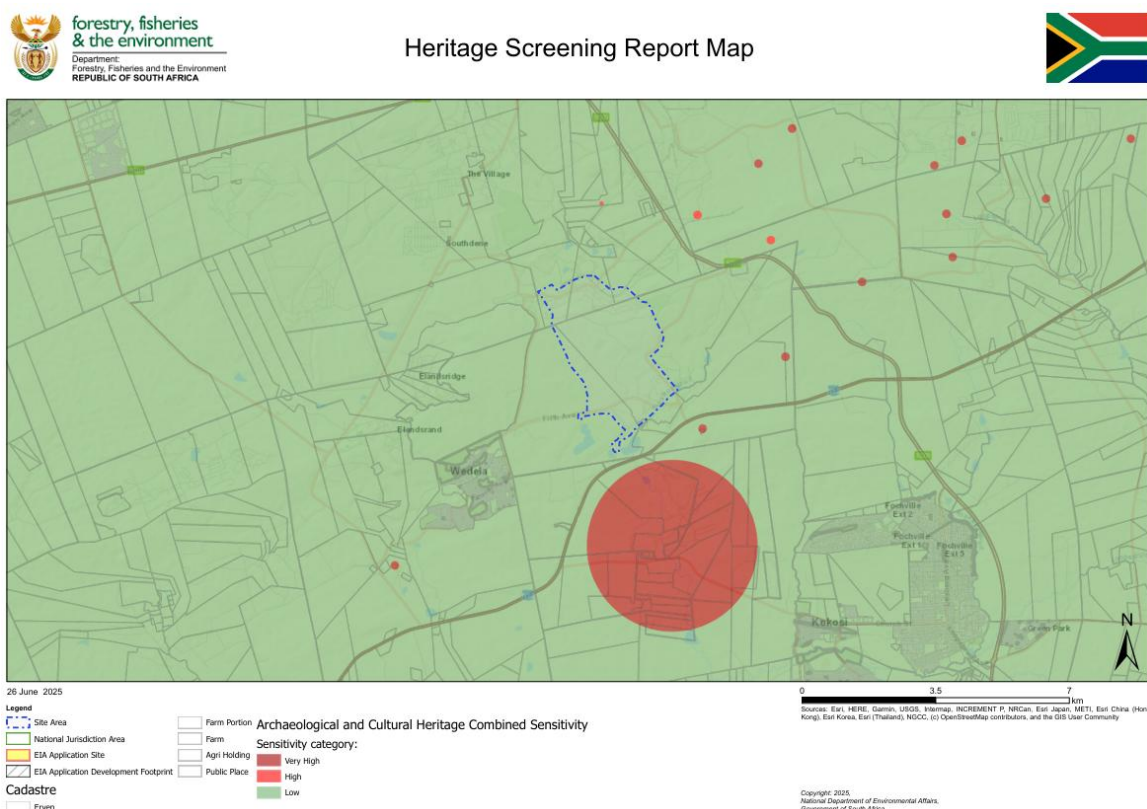 forestry, fisheries
& the environment
Department:
Forestry, Fisheries and the Environment
REPUBLIC OF SOUTH AFRICA
Heritage Screening Report Map
The Village
Southdene
Elandsridge
Elandsrand
Wedela
Fochville
Ext 2
Fochville
Ext 1
Fochville
Ext 3
Kokosi
Green Park
N
26 June 2025
Legend
Site Area
National Jurisdiction Area
EIA Application Site
EIA Application Development Footprint
Cadastre
Erven
Farm Portion
Farm
Agri Holding
Public Place
Archaeological and Cultural Heritage Combined Sensitivity
Sensitivity category:
Very High
High
Low
0 3.5 7
km
Sources: Esri, HERE, Garmin, USGS, Intermap, INCREMENT P, NRCan, Esri Japan, METI, Esri China (Hong
Kong), Esri Korea, Esri (Thailand), NGCC, (c) OpenStreetMap contributors, and the GIS User Community
Copyright: 2025,
National Department of Environmental Affairs,
Government of South Africa